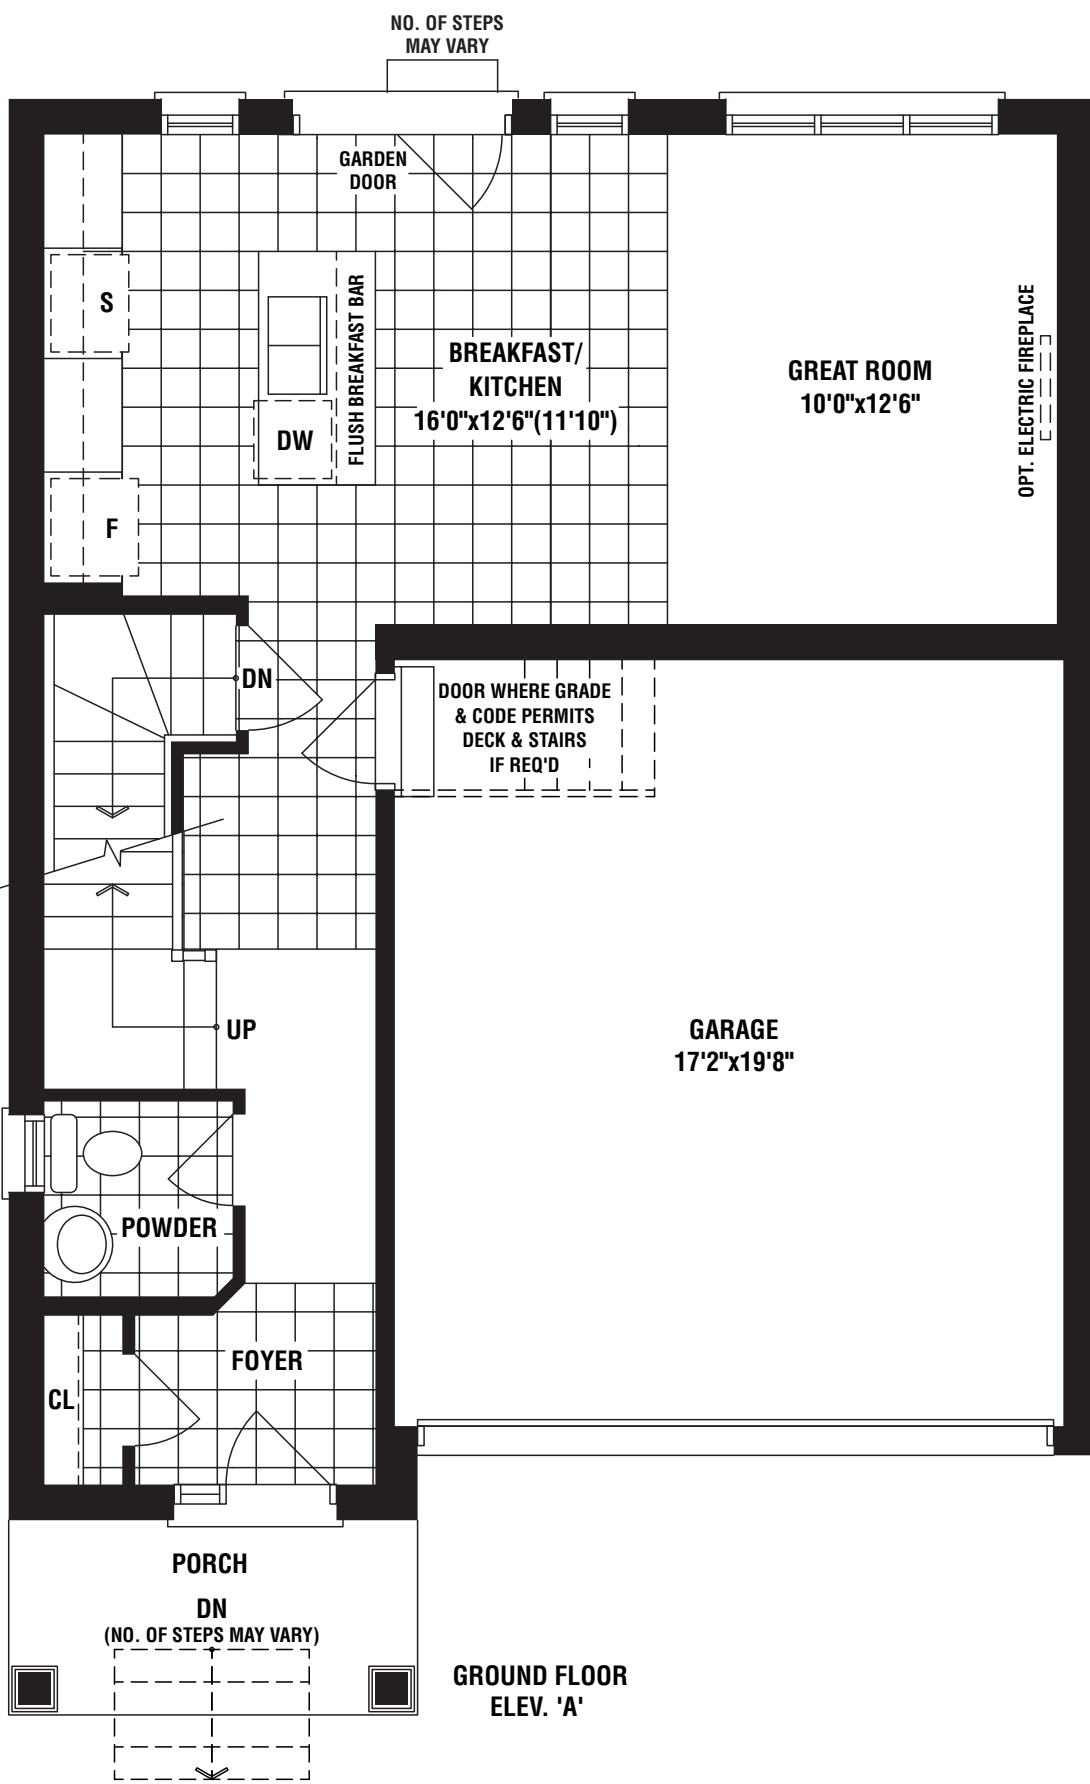 NO. OF STEPS
MAY VARY
GARDEN
DOOR
S
FLUSH BREAKFAST BAR
BREAKFAST/
KITCHEN
16'0"x12'6"(11'10")
GREAT ROOM
10'0"x12'6"
OPT. ELECTRIC FIREPLACE
DW
F
DN
DOOR WHERE GRADE
& CODE PERMITS
DECK & STAIRS
IF REQ'D
UP
GARAGE
17'2"x19'8"
POWDER
FOYER
CL
PORCH
DN
(NO. OF STEPS MAY VARY)
GROUND FLOOR
ELEV. 'A'